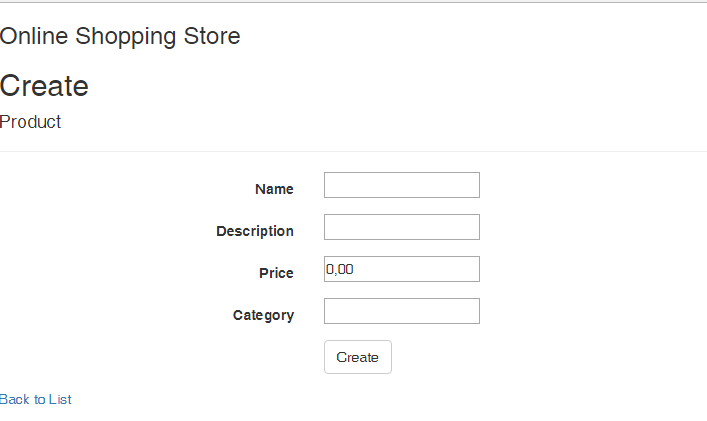 Online Shopping Store
Create
Product
Name
Description
Price 0,00
Category
Create
Back to List